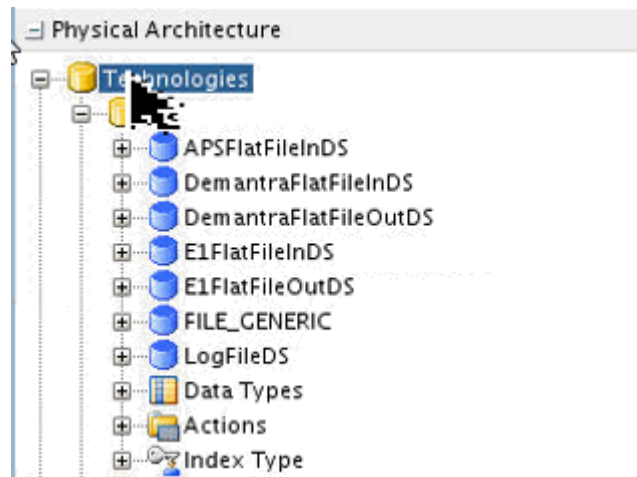 Physical Architecture
Technologies
APSFlatFileInDS
DemantraFlatFileInDS
DemantraFlatFileOutDS
E1FlatFileInDS
E1FlatFileOutDS
FILE_GENERIC
LogFileDS
Data Types
Actions
Index Type